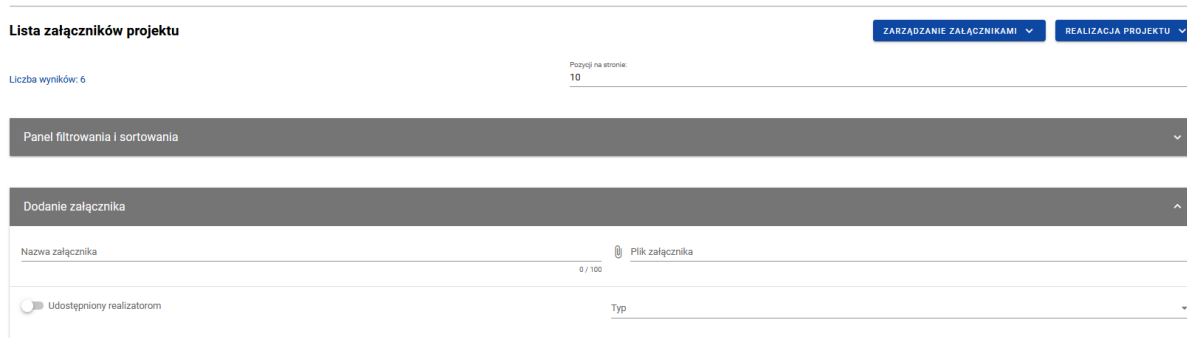 Lista załączników projektu
ZARZĄDZANIE ZAŁĄCZNIKAMI
REALIZACJA PROJEKTU
Liczba wyników: 6
Pozycji na stronie:
10
Panel filtrowania i sortowania
Dodanie załącznika
Nazwa załącznika
Plik załącznika
0 / 100
Udostępniony realizatorom
Typ